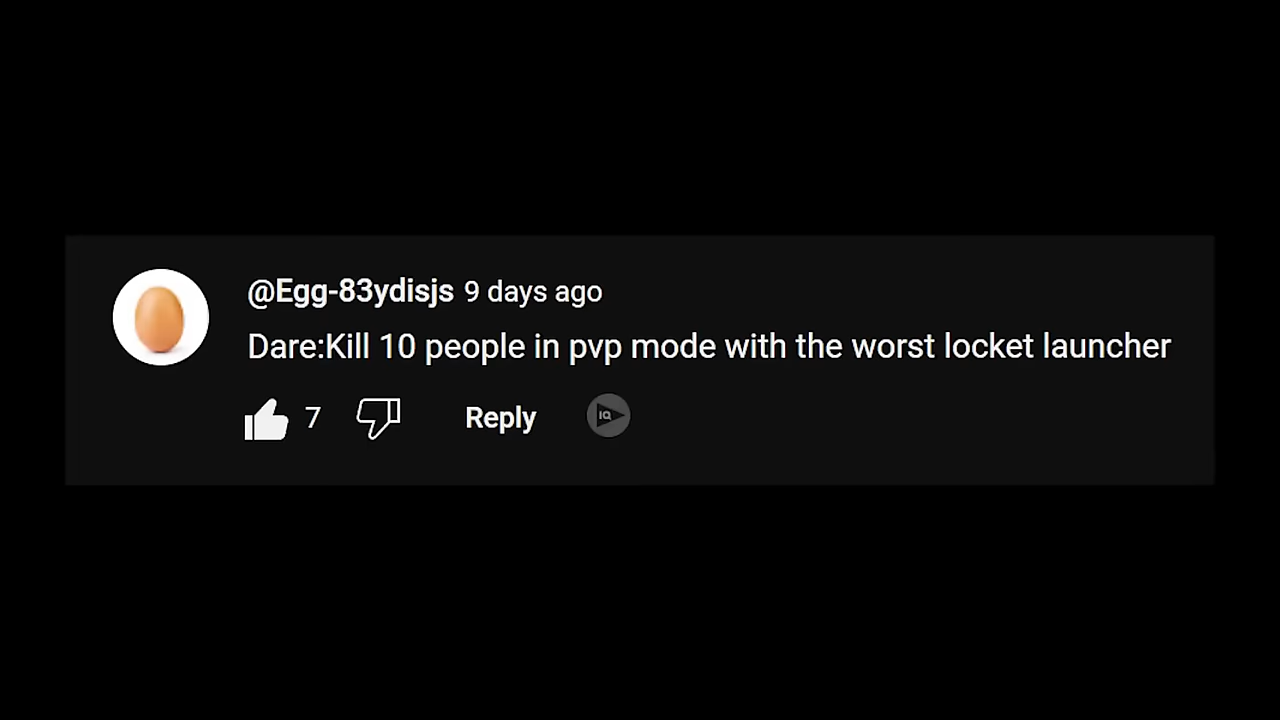 @Egg-83ydisjs 9 days ago
Dare:Kill 10 people in pvp mode with the worst locket launcher
7 Reply IQ